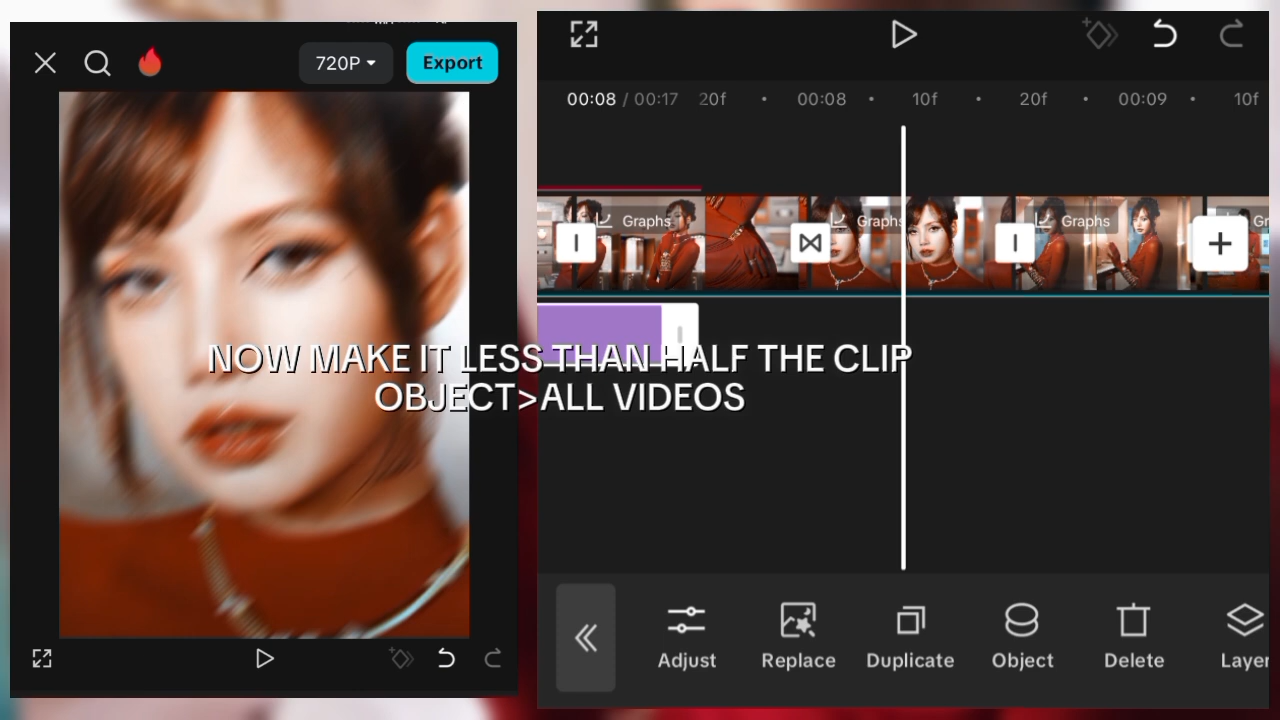 720P
Export
00:08 / 00:17 20f 00:08 10f 20f 00:09 10f
Graphs Graphs Graphs Gr
NOW MAKE IT LESS THAN HALF THE CLIP
OBJECT>ALL VIDEOS
Adjust Replace Duplicate Object Delete Layer